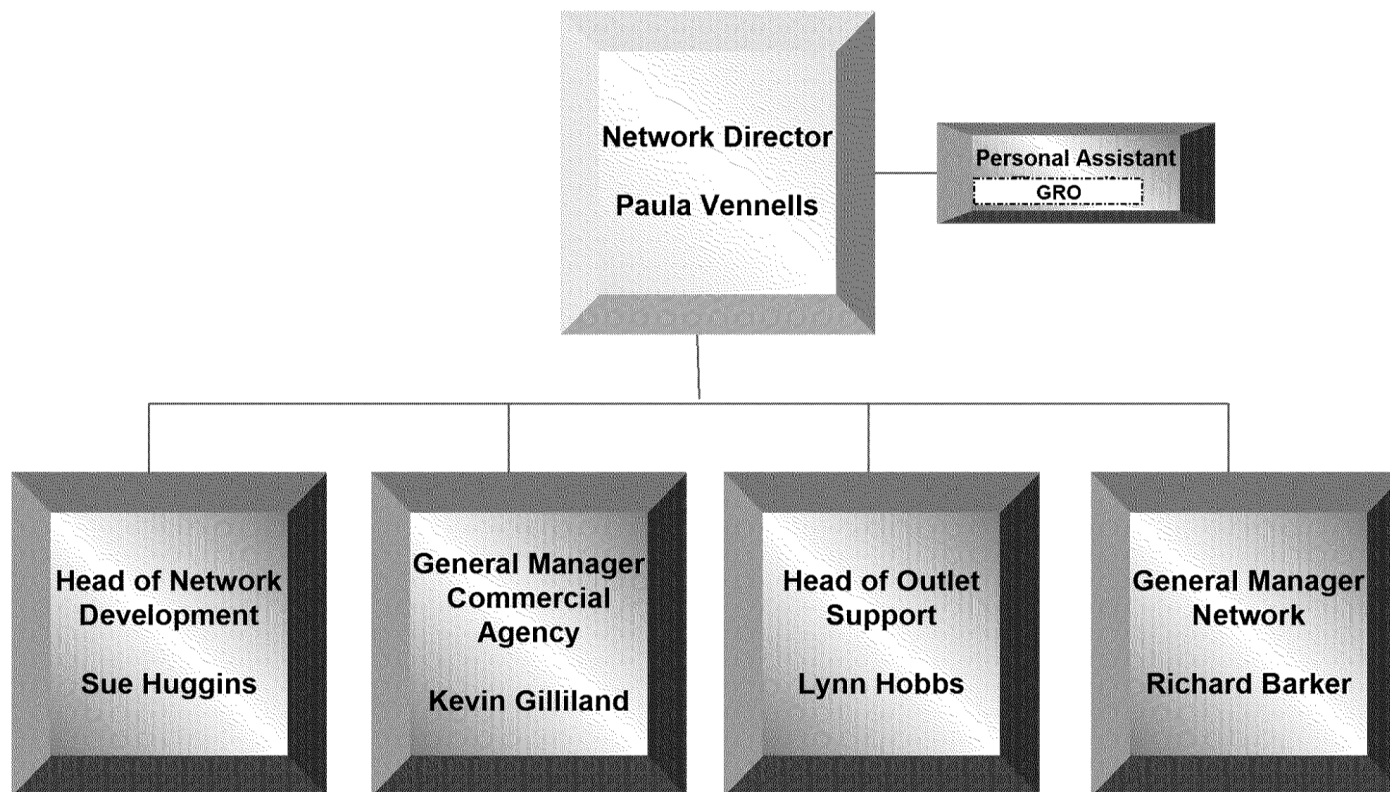 Network Director
Paula Vennells
Personal Assistant
GRO
Head of Network
Development
Sue Huggins
General Manager
Commercial
Agency
Kevin Gilliland
Head of Outlet
Support
Lynn Hobbs
General Manager
Network
Richard Barker